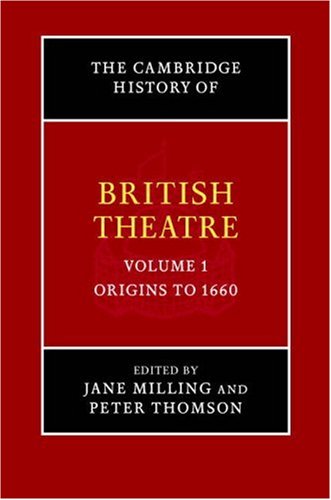 THE CAMBRIDGE
HISTORY OF
BRITISH
THEATRE
VOLUME 1
ORIGINS TO 1660
EDITED BY
JANE MILLING AND
PETER THOMSON